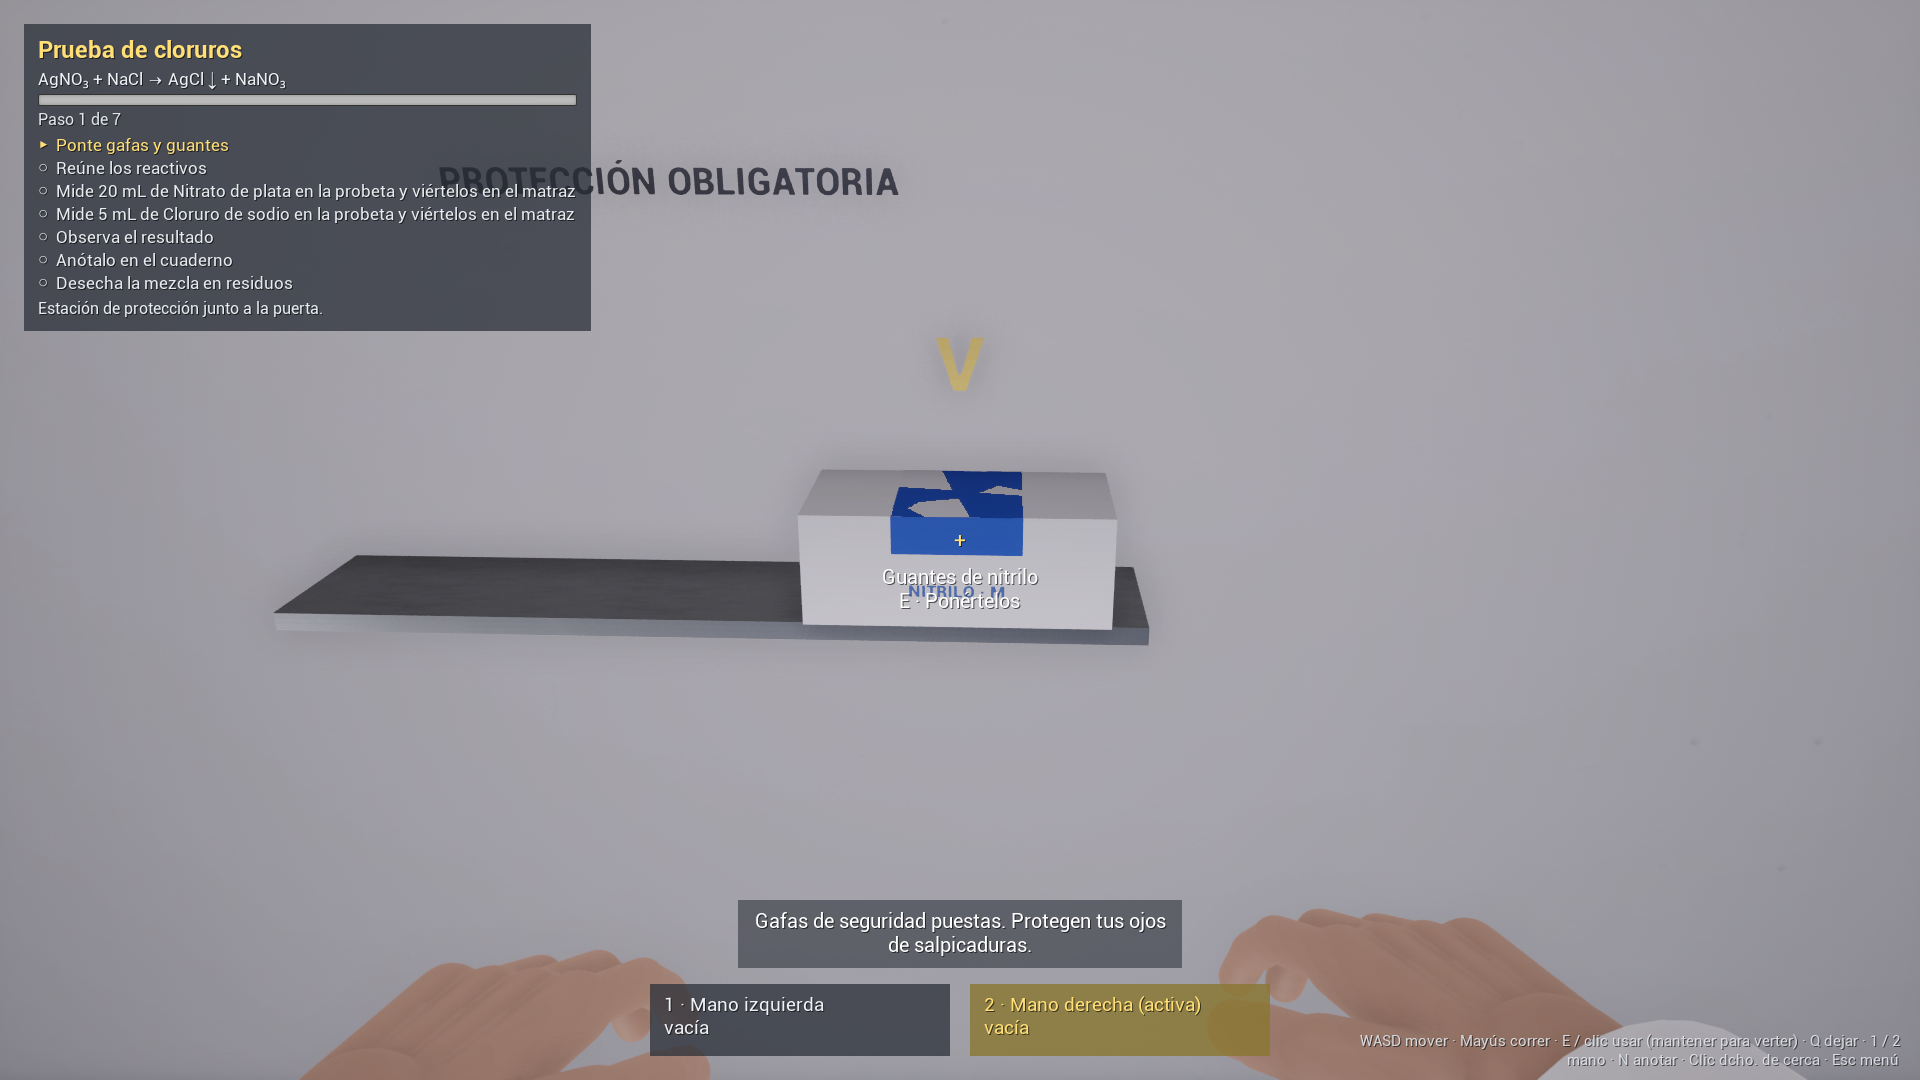 Prueba de cloruros
AgNO₃ + NaCl → AgCl ↓ + NaNO₃
Paso 1 de 7
▸ Ponte gafas y guantes
○ Reúne los reactivos
○ Mide 20 mL de Nitrato de plata en la probeta y viértelos en el matraz
○ Mide 5 mL de Cloruro de sodio en la probeta y viértelos en el matraz
○ Observa el resultado
○ Anótalo en el cuaderno
○ Desecha la mezcla en residuos
Estación de protección junto a la puerta.
PROTECCIÓN OBLIGATORIA
V
+
Guantes de nitrilo
NITRILO · M
E · Ponértelos
Gafas de seguridad puestas. Protegen tus ojos
de salpicaduras.
1 · Mano izquierda
vacía
2 · Mano derecha (activa)
vacía
WASD mover · Mayús correr · E / clic usar (mantener para verter) · Q dejar · 1 / 2
mano · N anotar · Clic dcho. de cerca · Esc menú